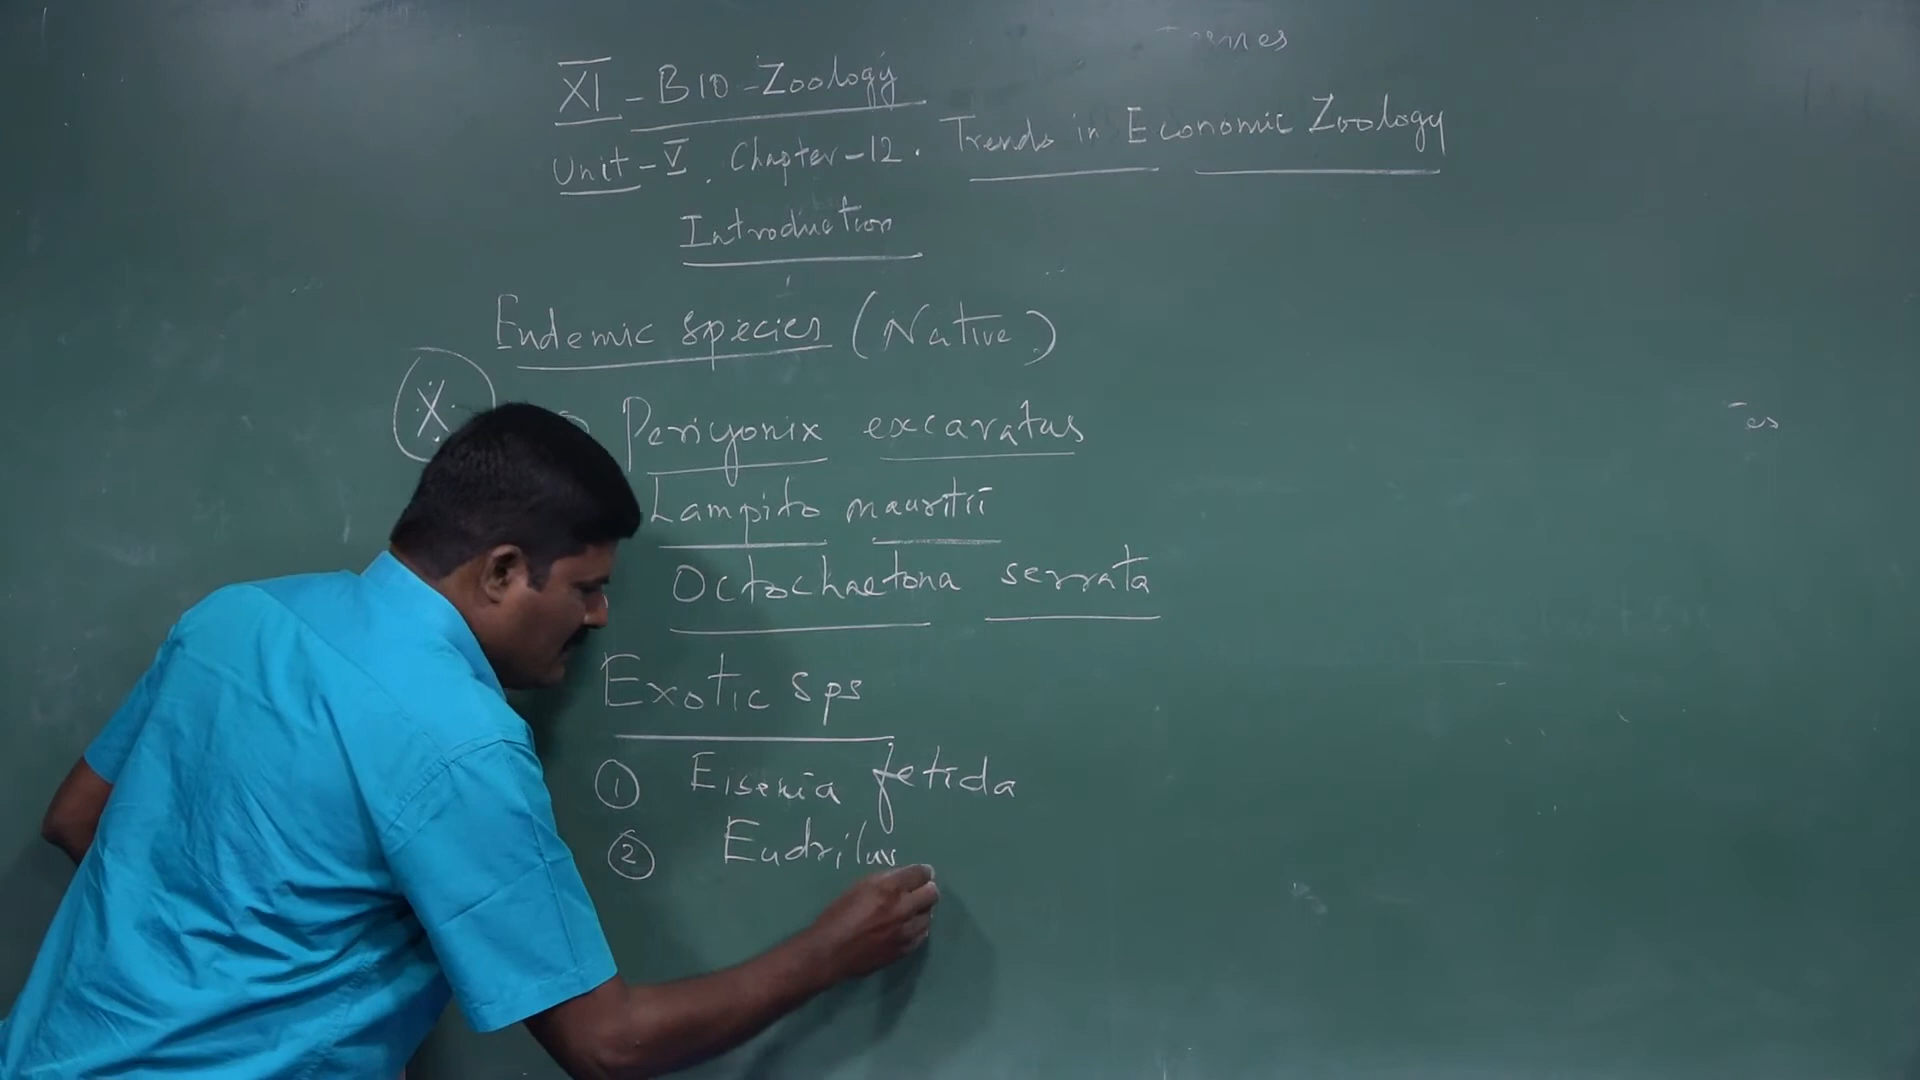 XI - BIO - Zoology
Unit - V. Chapter - 12. Trends in Economic Zoology
Introduction
Endemic species (Native)
X
Periyonix excavatus
Lampito mauritii
Octochaetona serrata
Exotic sps
① Eisenia fetida
② Eudrilus